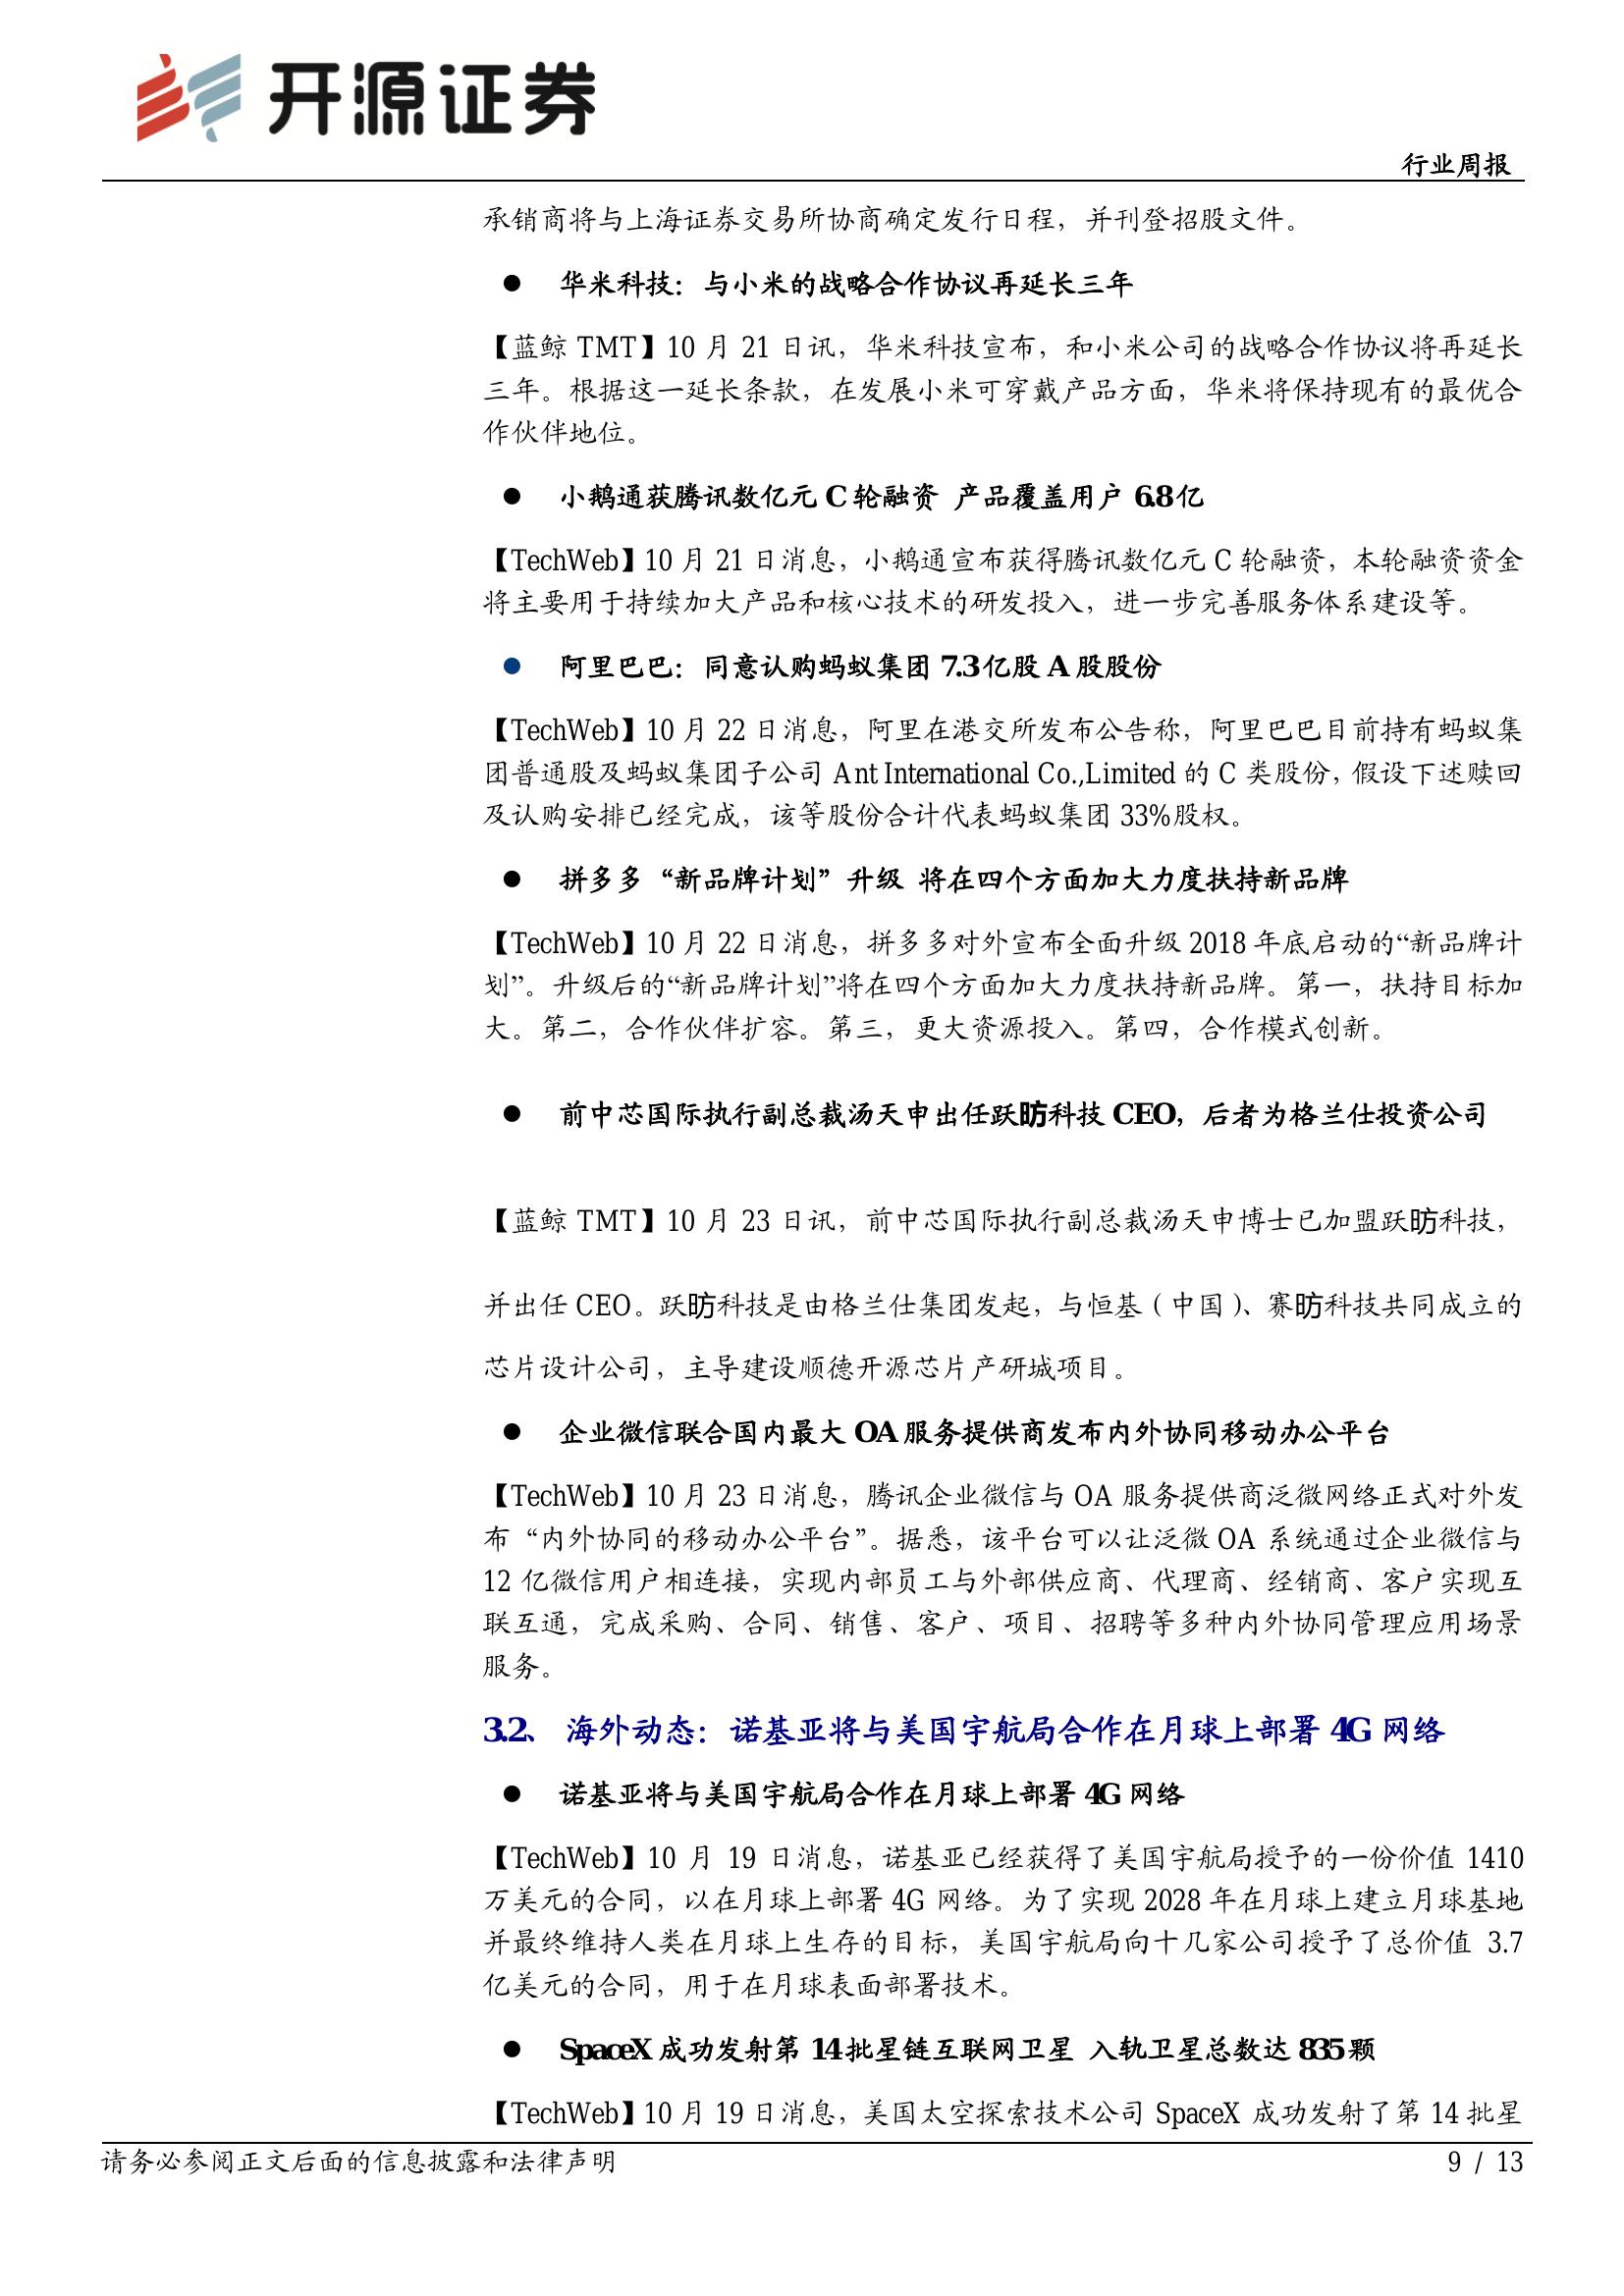 开源证券
行业周报
承销商将与上海证券交易所协商确定发行日程，并刊登招股文件。
● 华米科技：与小米的战略合作协议再延长三年
【蓝鲸 TMT】10 月 21 日讯，华米科技宣布，和小米公司的战略合作协议将再延长
三年。根据这一延长条款，在发展小米可穿戴产品方面，华米将保持现有的最优合
作伙伴地位。
● 小鹅通获腾讯数亿元 C 轮融资 产品覆盖用户 6.8 亿
【TechWeb】10 月 21 日消息，小鹅通宣布获得腾讯数亿元 C 轮融资，本轮融资资金
将主要用于持续加大产品和核心技术的研发投入，进一步完善服务体系建设等。
● 阿里巴巴：同意认购蚂蚁集团 7.3 亿股 A 股股份
【TechWeb】10 月 22 日消息，阿里在港交所发布公告称，阿里巴巴目前持有蚂蚁集
团普通股及蚂蚁集团子公司 Ant International Co.,Limited 的 C 类股份，假设下述赎回
及认购安排已经完成，该等股份合计代表蚂蚁集团 33%股权。
● 拼多多“新品牌计划”升级 将在四个方面加大力度扶持新品牌
【TechWeb】10 月 22 日消息，拼多多对外宣布全面升级 2018 年底启动的“新品牌计
划”。升级后的“新品牌计划”将在四个方面加大力度扶持新品牌。第一，扶持目标加
大。第二，合作伙伴扩容。第三，更大资源投入。第四，合作模式创新。
● 前中芯国际执行副总裁汤天申出任跃昉科技 CEO，后者为格兰仕投资公司
【蓝鲸 TMT】10 月 23 日讯，前中芯国际执行副总裁汤天申博士已加盟跃昉科技，
并出任 CEO。跃昉科技是由格兰仕集团发起，与恒基（中国）、赛昉科技共同成立的
芯片设计公司，主导建设顺德开源芯片产研城项目。
● 企业微信联合国内最大 OA 服务提供商发布内外协同移动办公平台
【TechWeb】10 月 23 日消息，腾讯企业微信与 OA 服务提供商泛微网络正式对外发
布“内外协同的移动办公平台”。据悉，该平台可以让泛微 OA 系统通过企业微信与
12 亿微信用户相连接，实现内部员工与外部供应商、代理商、经销商、客户实现互
联互通，完成采购、合同、销售、客户、项目、招聘等多种内外协同管理应用场景
服务。
3.2、 海外动态：诺基亚将与美国宇航局合作在月球上部署 4G 网络
● 诺基亚将与美国宇航局合作在月球上部署 4G 网络
【TechWeb】10 月 19 日消息，诺基亚已经获得了美国宇航局授予的一份价值 1410
万美元的合同，以在月球上部署 4G 网络。为了实现 2028 年在月球上建立月球基地
并最终维持人类在月球上生存的目标，美国宇航局向十几家公司授予了总价值 3.7
亿美元的合同，用于在月球表面部署技术。
● SpaceX 成功发射第 14 批星链互联网卫星 入轨卫星总数达 835 颗
【TechWeb】10 月 19 日消息，美国太空探索技术公司 SpaceX 成功发射了第 14 批星
请务必参阅正文后面的信息披露和法律声明
9 / 13